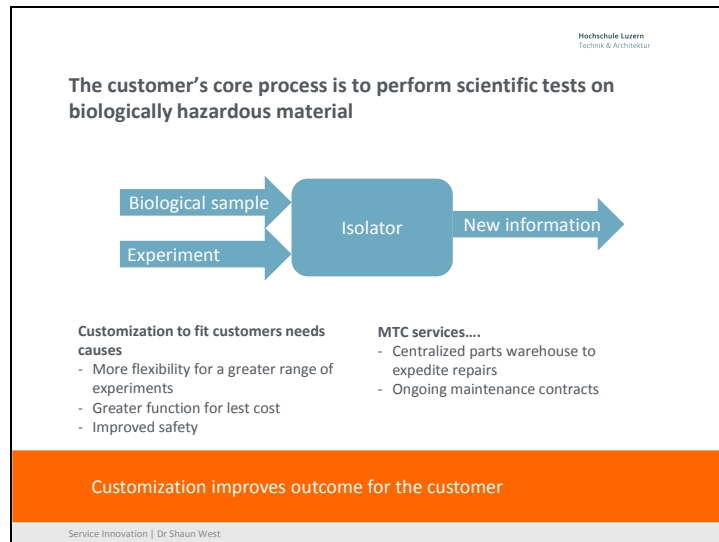 Hochschule Luzern
Technik & Architektur
The customer's core process is to perform scientific tests on
biologically hazardous material
Biological sample
Experiment
Isolator
New information
Customization to fit customers needs
causes
- More flexibility for a greater range of
experiments
- Greater function for lest cost
- Improved safety
MTC services….
- Centralized parts warehouse to
expedite repairs
- Ongoing maintenance contracts
Customization improves outcome for the customer
Service Innovation | Dr Shaun West